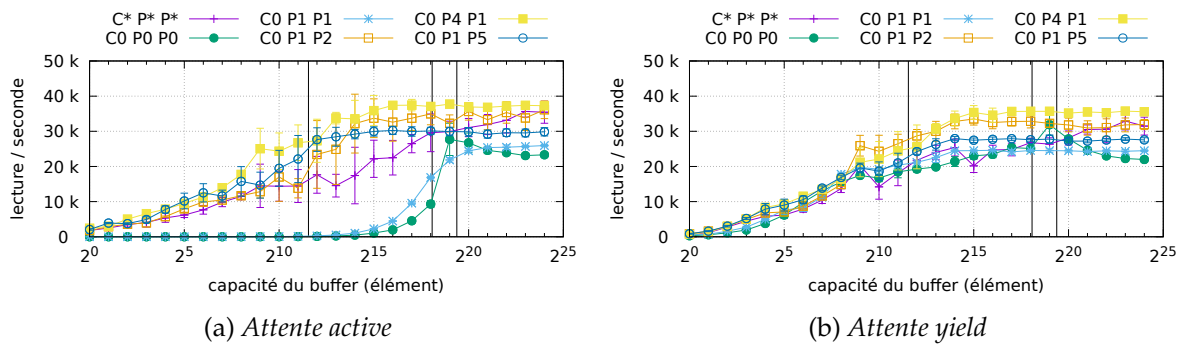 C* P* P*
C0 P0 P0
C0 P1 P1
C0 P1 P2
C0 P4 P1
C0 P1 P5
50 k
40 k
30 k
20 k
10 k
0
lecture / seconde
2^0
2^5
2^10
2^15
2^20
2^25
capacité du buffer (élément)
(a) Attente active
C* P* P*
C0 P0 P0
C0 P1 P1
C0 P1 P2
C0 P4 P1
C0 P1 P5
50 k
40 k
30 k
20 k
10 k
0
lecture / seconde
2^0
2^5
2^10
2^15
2^20
2^25
capacité du buffer (élément)
(b) Attente yield